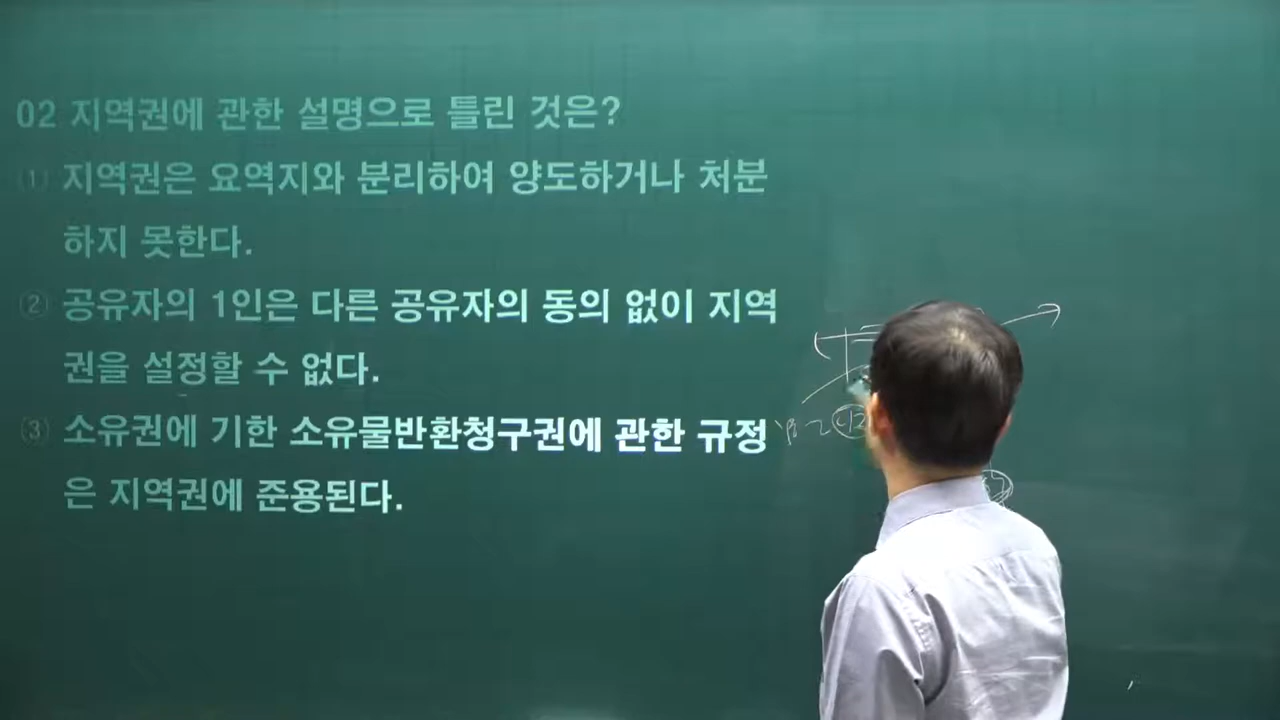 02 지역권에 관한 설명으로 틀린 것은?
① 지역권은 요역지와 분리하여 양도하거나 처분
하지 못한다.
② 공유자의 1인은 다른 공유자의 동의 없이 지역
권을 설정할 수 없다.
③ 소유권에 기한 소유물반환청구권에 관한 규정
은 지역권에 준용된다.